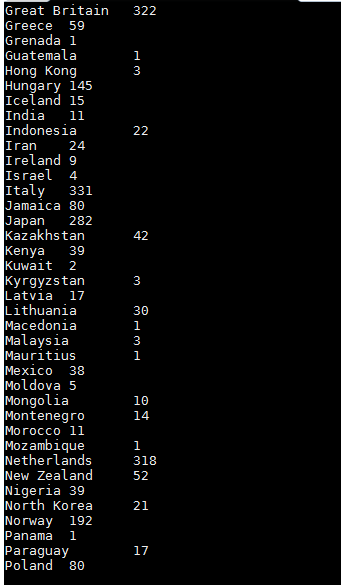 Great Britain 322
Greece 59
Grenada 1
Guatemala 1
Hong Kong 3
Hungary 145
Iceland 15
India 11
Indonesia 22
Iran 24
Ireland 9
Israel 4
Italy 331
Jamaica 80
Japan 282
Kazakhstan 42
Kenya 39
Kuwait 2
Kyrgyzstan 3
Latvia 17
Lithuania 30
Macedonia 1
Malaysia 3
Mauritius 1
Mexico 38
Moldova 5
Mongolia 10
Montenegro 14
Morocco 11
Mozambique 1
Netherlands 318
New Zealand 52
Nigeria 39
North Korea 21
Norway 192
Panama 1
Paraguay 17
Poland 80